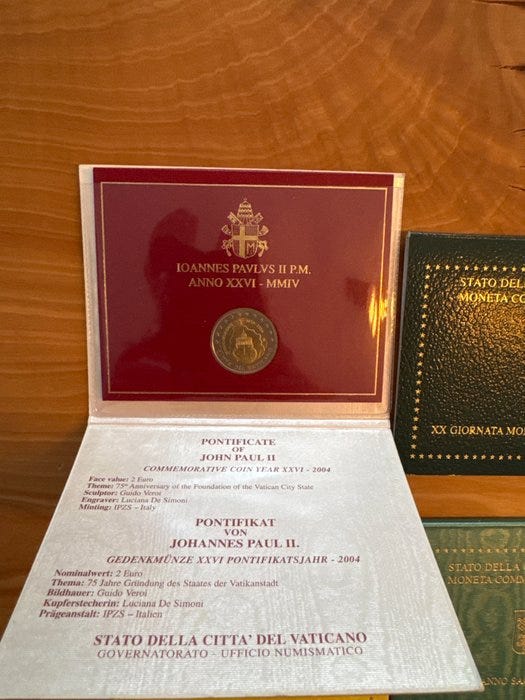 IOANNES PAVLVS II P.M.
ANNO XXVI - MMIV
PONTIFICATE
OF
JOHN PAUL II
COMMEMORATIVE COIN YEAR XXVI - 2004
Face value: 2 Euro
Theme: 75th Anniversary of the Foundation of the Vatican City State
Sculptor: Guido Veroi
Engraver: Luciana De Simoni
Minting: IPZS – Italy
PONTIFIKAT
VON
JOHANNES PAUL II.
GEDENKMÜNZE XXVI PONTIFIKATSJAHR - 2004
Nominalwert: 2 Euro
Thema: 75 Jahre Gründung des Staates der Vatikanstadt
Bildhauer: Guido Veroi
Kupferstecherin: Luciana De Simoni
Prägeanstalt: IPZS – Italien
STATO DELLA CITTA' DEL VATICANO
GOVERNATORATO - UFFICIO NUMISMATICO
STATO DEL
MONETA CO
XX GIORNATA MO
STATO DELLA
MONETA COMM
ANNO SA